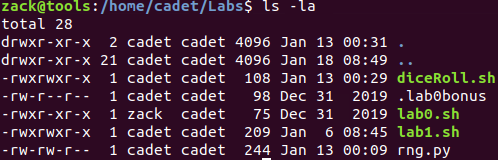 zack@tools:/home/cadet/Labs$ ls -la
total 28
drwxr-xr-x  2 cadet cadet 4096 Jan 13 00:31 .
drwxr-xr-x 21 cadet cadet 4096 Jan 18 08:49 ..
-rwxrwxr-x  1 cadet cadet  108 Jan 13 00:29 diceRoll.sh
-rw-r--r--  1 cadet cadet   98 Dec 31  2019 .lab0bonus
-rwxr-xr-x  1 zack  cadet   75 Dec 31  2019 lab0.sh
-rwxrwxr-x  1 cadet cadet  209 Jan  6 08:45 lab1.sh
-rw-rw-r--  1 cadet cadet  244 Jan 13 00:09 rng.py